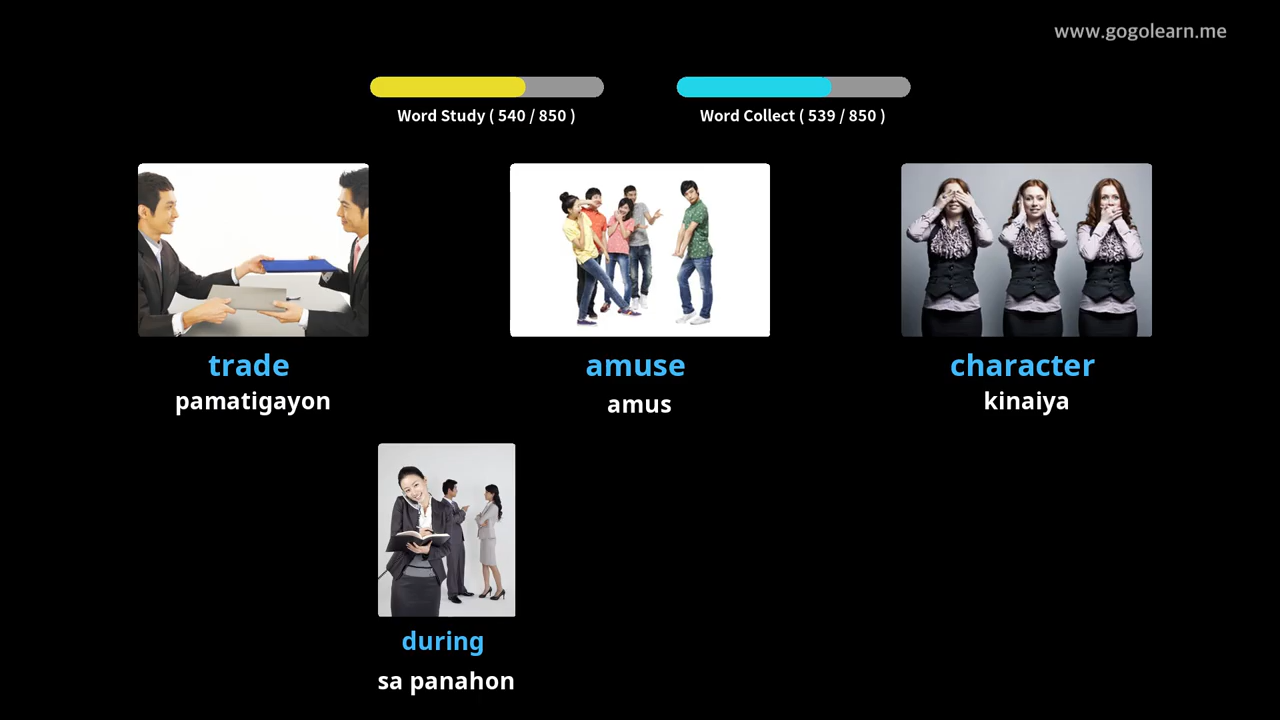 www.gogolearn.me
Word Study ( 540 / 850 )
Word Collect ( 539 / 850 )
trade
pamatigayon
amuse
amus
character
kinaiya
during
sa panahon